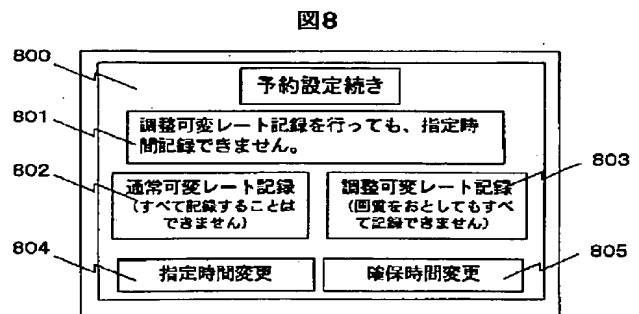 図8
800
予約設定続き
801
調整可変レート記録を行っても、指定時
間記録できません。
802
通常可変レート記録
(すべて記録することは
できません)
803
調整可変レート記録
(画質をおとしてもすべ
て記録できません)
804
指定時間変更
確保時間変更
805